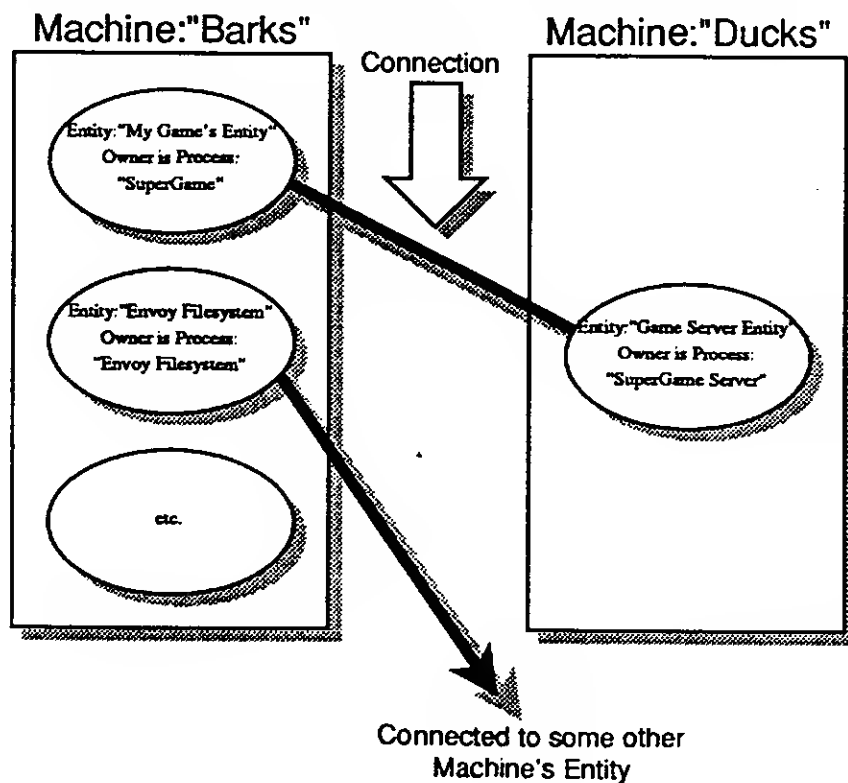 Machine:"Barks"
Machine:"Ducks"
Connection
Entity:"My Game's Entity"
Owner is Process:
"SuperGame"
Entity:"Envoy Filesystem"
Owner is Process:
"Envoy Filesystem"
Entity:"Game Server Entity"
Owner is Process:
"SuperGame Server"
etc.
Connected to some other
Machine's Entity